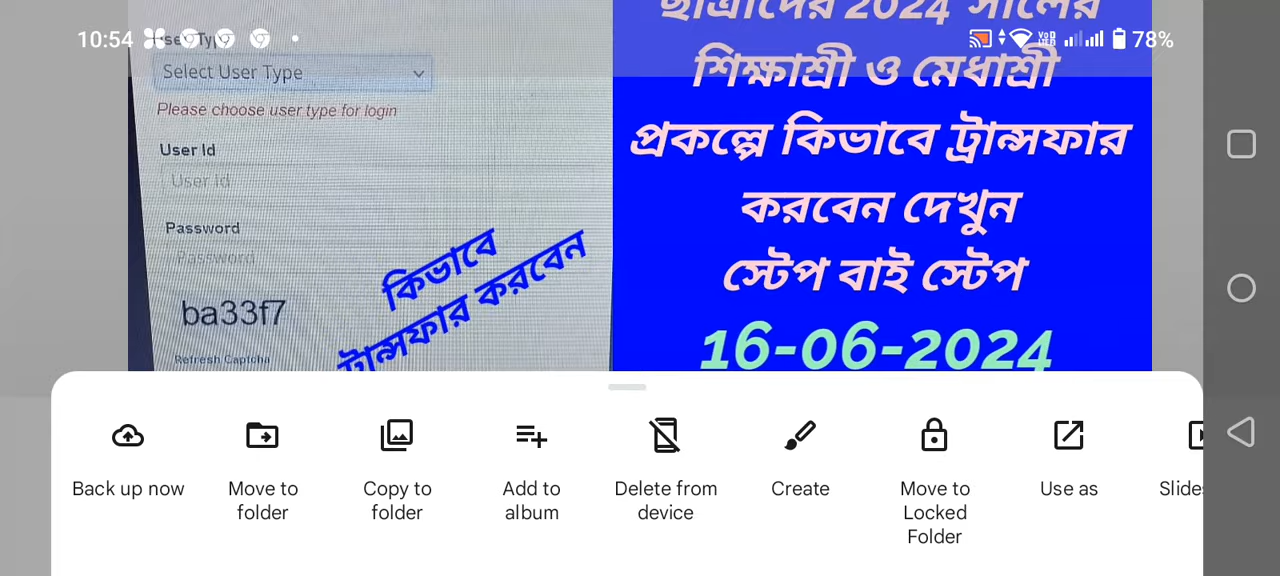 10:54
78%
ছাত্রীদের 2024 সালের
শিক্ষাশ্রী ও মেধাশ্রী
প্রকল্পে কিভাবে ট্রান্সফার
করবেন দেখুন
স্টেপ বাই স্টেপ
16-06-2024
Select User Type
Please choose user type for login
User Id
User Id
Password
Password
ba33f7
Refresh Captcha
কিভাবে
ট্রান্সফার করবেন
Back up now
Move to
folder
Copy to
folder
Add to
album
Delete from
device
Create
Move to
Locked
Folder
Use as